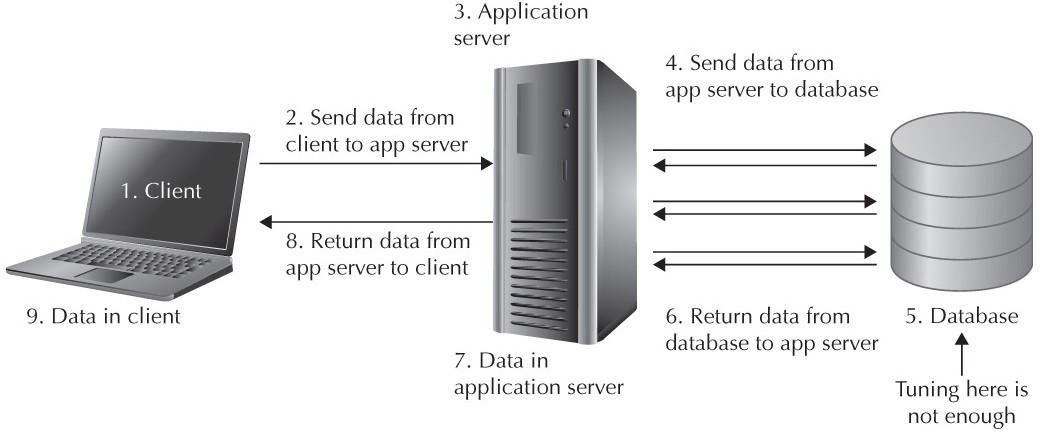 3. Application
server
4. Send data from
app server to database
2. Send data from
client to app server
1. Client
8. Return data from
app server to client
9. Data in client
6. Return data from
database to app server
5. Database
7. Data in
application server
Tuning here is
not enough